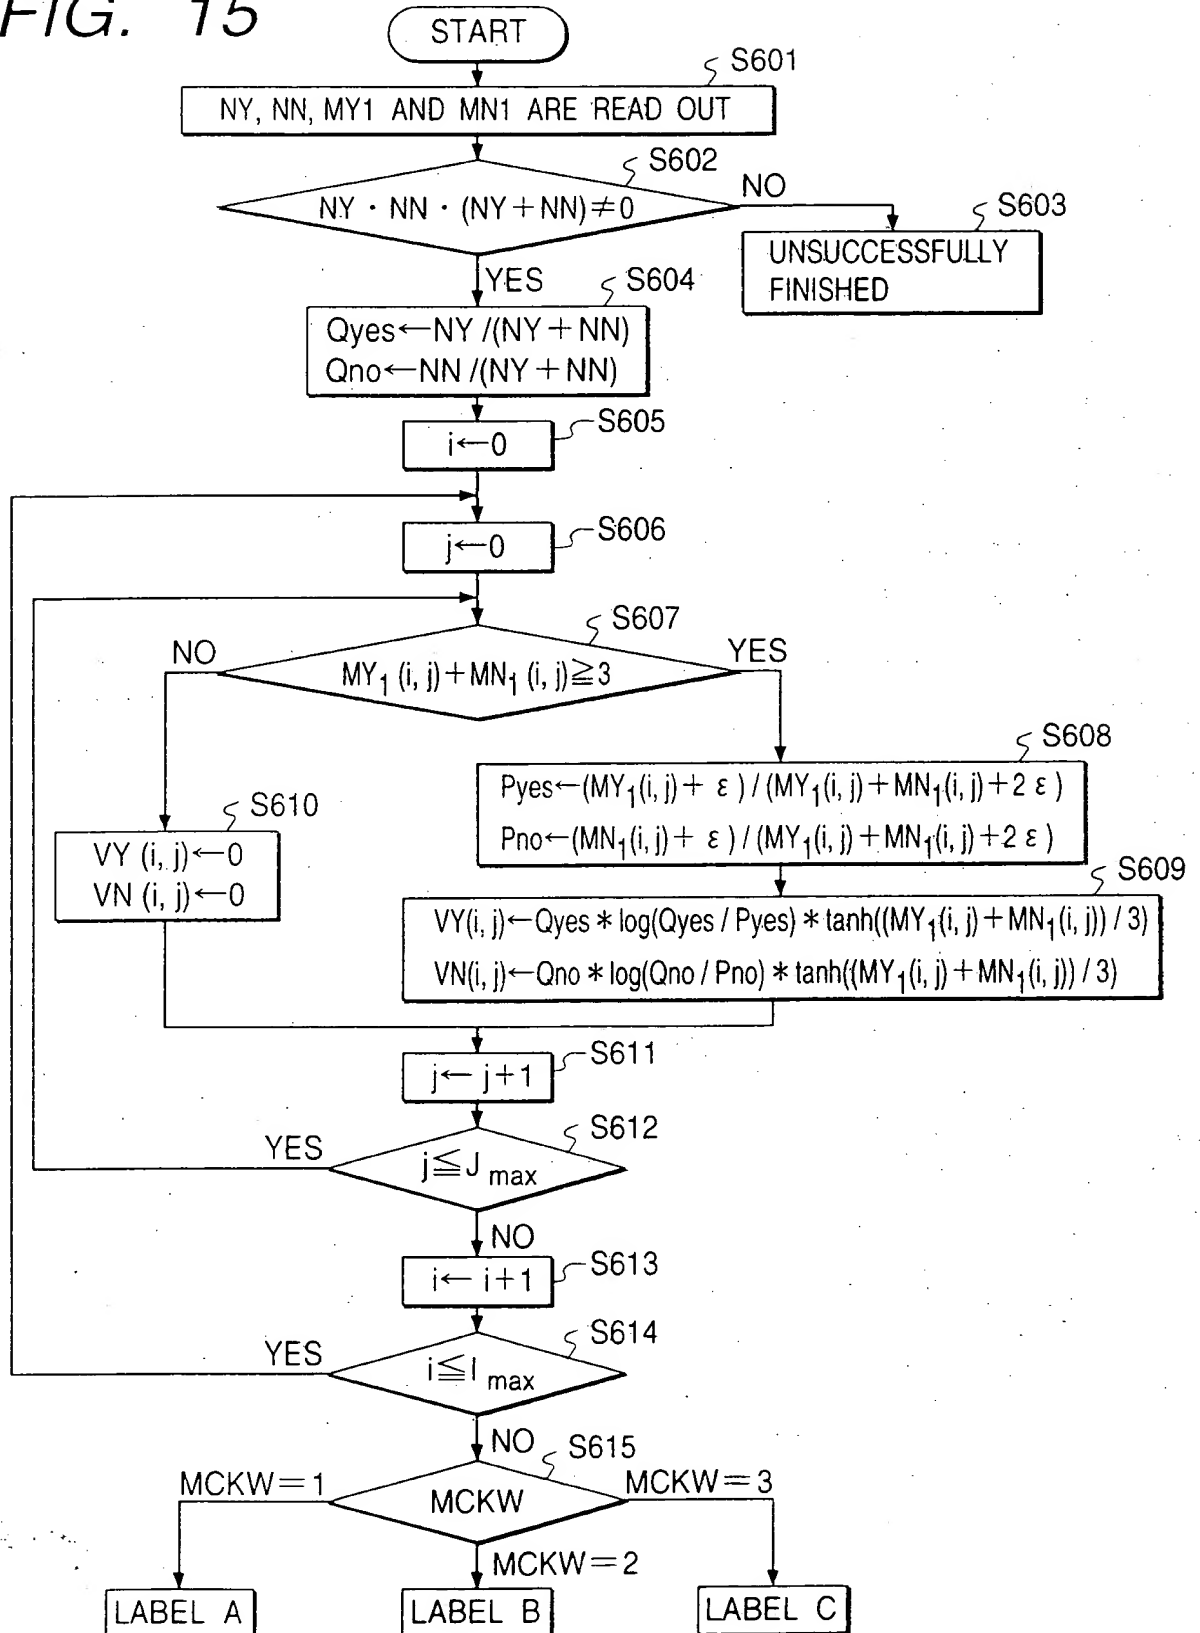 FIG. 15
START
S601
NY, NN, MY1 AND MN1 ARE READ OUT
S602
NY · NN · (NY+NN)≠0
NO
S603
UNSUCCESSFULLY
FINISHED
YES
S604
Qyes←NY/(NY+NN)
Qno←NN/(NY+NN)
S605
i←0
S606
j←0
S607
NO
YES
MY₁(i, j)+MN₁(i, j)≧3
S608
Pyes←(MY₁(i, j)+ ε)/(MY₁(i, j)+MN₁(i, j)+2 ε)
Pno←(MN₁(i, j)+ ε)/(MY₁(i, j)+MN₁(i, j)+2 ε)
S610
VY (i, j)←0
VN (i, j)←0
S609
VY(i, j)←Qyes * log(Qyes / Pyes) * tanh((MY₁(i, j)+MN₁(i, j)) / 3)
VN(i, j)←Qno * log(Qno / Pno) * tanh((MY₁(i, j)+MN₁(i, j)) / 3)
S611
j← j+1
S612
YES
j≦J max
NO
S613
i← i+1
S614
YES
i≦I max
NO
S615
MCKW=1
MCKW
MCKW=3
MCKW=2
LABEL A
LABEL B
LABEL C